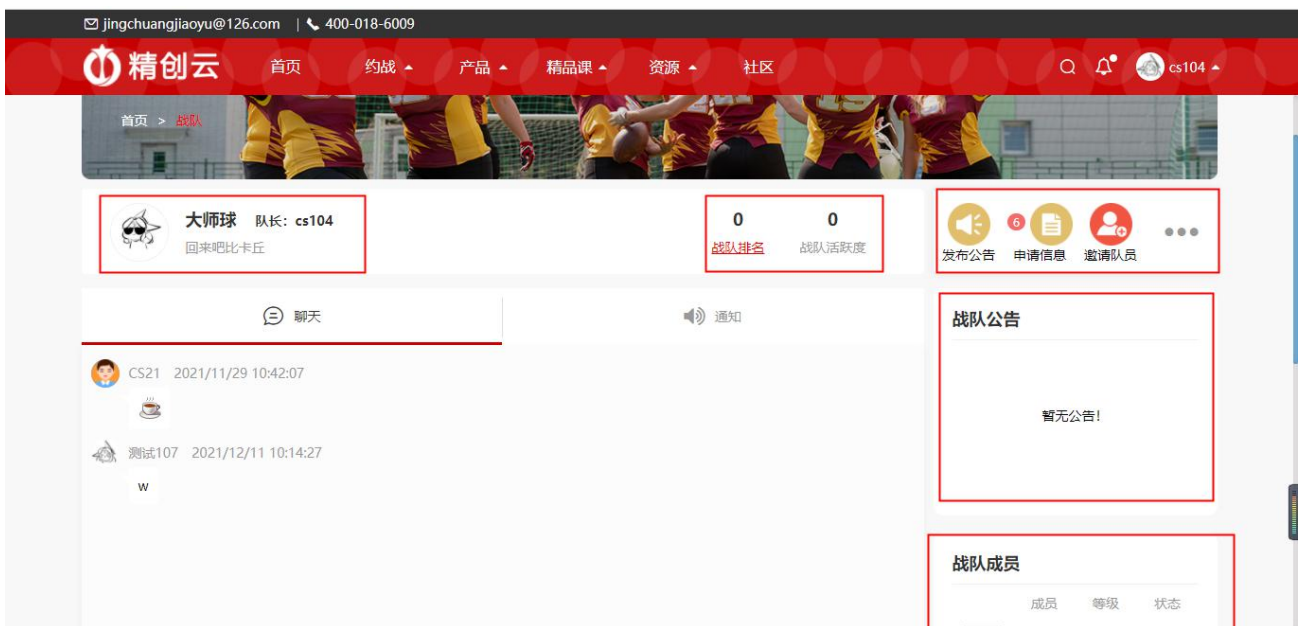 jingchuangjiaoyu@126.com | 400-018-6009
精创云 首页 约战 产品 精品课 资源 社区 cs104
首页 > 战队
大师球 队长：cs104
回来吧比卡丘
0 0
战队排名 战队活跃度
6
发布公告 申请信息 邀请队员
聊天 通知
战队公告
暂无公告！
CS21 2021/11/29 10:42:07
测试107 2021/12/11 10:14:27
w
战队成员
成员 等级 状态